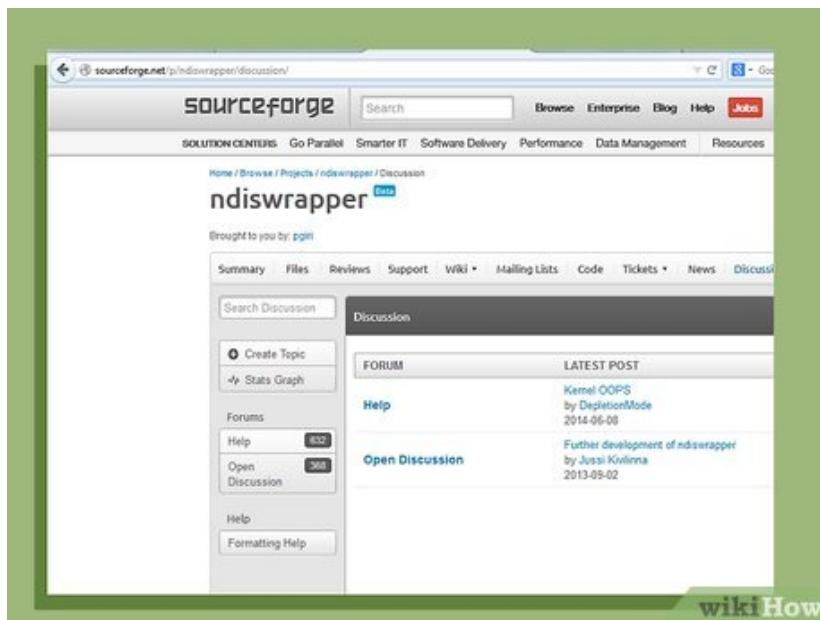 sourceforge.net/p/ndiswrapper/discussion/
sourceforge Search Browse Enterprise Blog Help Jobs
SOLUTION CENTERS Go Parallel Smarter IT Software Delivery Performance Data Management Resources
Home / Browse / Projects / ndiswrapper / Discussion
ndiswrapper Beta
Brought to you by: pgiri
Summary Files Reviews Support Wiki Mailing Lists Code Tickets News Discussi
Search Discussion
Discussion
Create Topic
Stats Graph
FORUM LATEST POST
Help
Kernel OOPS
by DepletionMode
2014-06-08
Open Discussion
Further development of ndiswrapper
by Jussi Kivilinna
2013-09-02
Forums
Help 832
Open Discussion 368
Help
Formatting Help
wikiHow